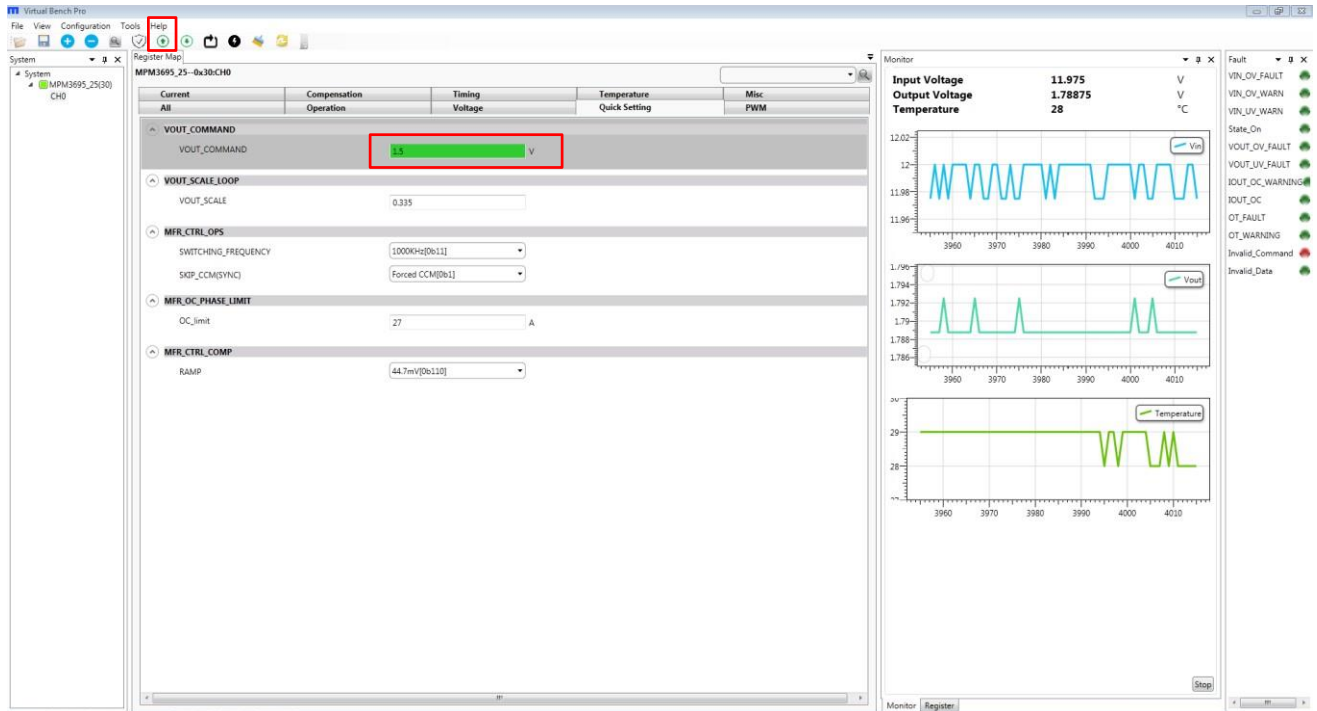 Virtual Bench Pro
File View Configuration Tools Help
System
System
MPM3695_25(30)
CH0
Register Map
MPM3695_25--0x30:CH0
Current Compensation Timing Temperature Misc
All Operation Voltage Quick Setting PWM
VOUT_COMMAND
VOUT_COMMAND 1.5 V
VOUT_SCALE_LOOP
VOUT_SCALE 0.335
MFR_CTRL_OPS
SWITCHING_FREQUENCY 1000KHz[0b11]
SKIP_CCM(SYNC) Forced CCM[0b1]
MFR_OC_PHASE_LIMIT
OC_limit 27 A
MFR_CTRL_COMP
RAMP 44.7mV[0b110]
Monitor
Input Voltage 11.975 V
Output Voltage 1.78875 V
Temperature 28 °C
12.02
12
11.98
11.96
Vin
3960 3970 3980 3990 4000 4010
1.796
1.794
1.792
1.79
1.788
1.786
Vout
3960 3970 3980 3990 4000 4010
30
29
28
Temperature
3960 3970 3980 3990 4000 4010
Stop
Monitor Register
Fault
VIN_OV_FAULT
VIN_OV_WARN
VIN_UV_WARN
State_On
VOUT_OV_FAULT
VOUT_UV_FAULT
IOUT_OC_WARNING
IOUT_OC
OT_FAULT
OT_WARNING
Invalid_Command
Invalid_Data